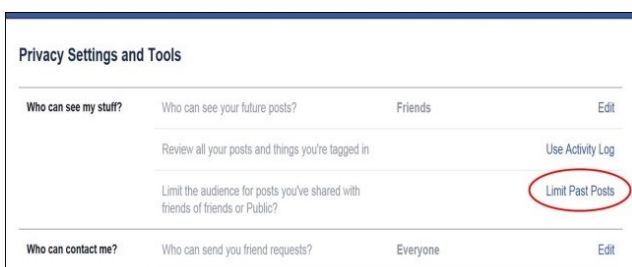 Privacy Settings and Tools
Who can see my stuff? Who can see your future posts? Friends Edit
Review all your posts and things you're tagged in Use Activity Log
Limit the audience for posts you've shared with Limit Past Posts
friends of friends or Public?
Who can contact me? Who can send you friend requests? Everyone Edit